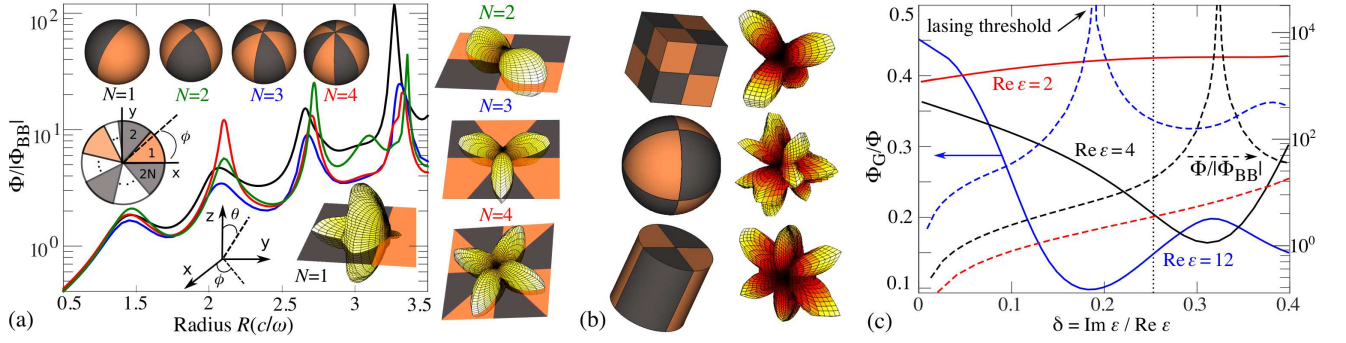 10²
10¹
10⁰
Φ/|Φ_BB|
N=1
N=2
N=3
N=4
y
ϕ
2
1
x
2N
z
θ
y
x
ϕ
N=1
0.5
1
1.5
2
2.5
3
3.5
(a)
Radius R(c/ω)
N=2
N=3
N=4
(b)
0.5
0.4
0.3
0.2
0.1
Φ_G/Φ
lasing threshold
Re ε = 2
Re ε = 4
Φ/|Φ_BB|
Re ε = 12
10⁴
10²
10⁰
0
0.1
0.2
0.3
0.4
(c)
δ = Im ε / Re ε